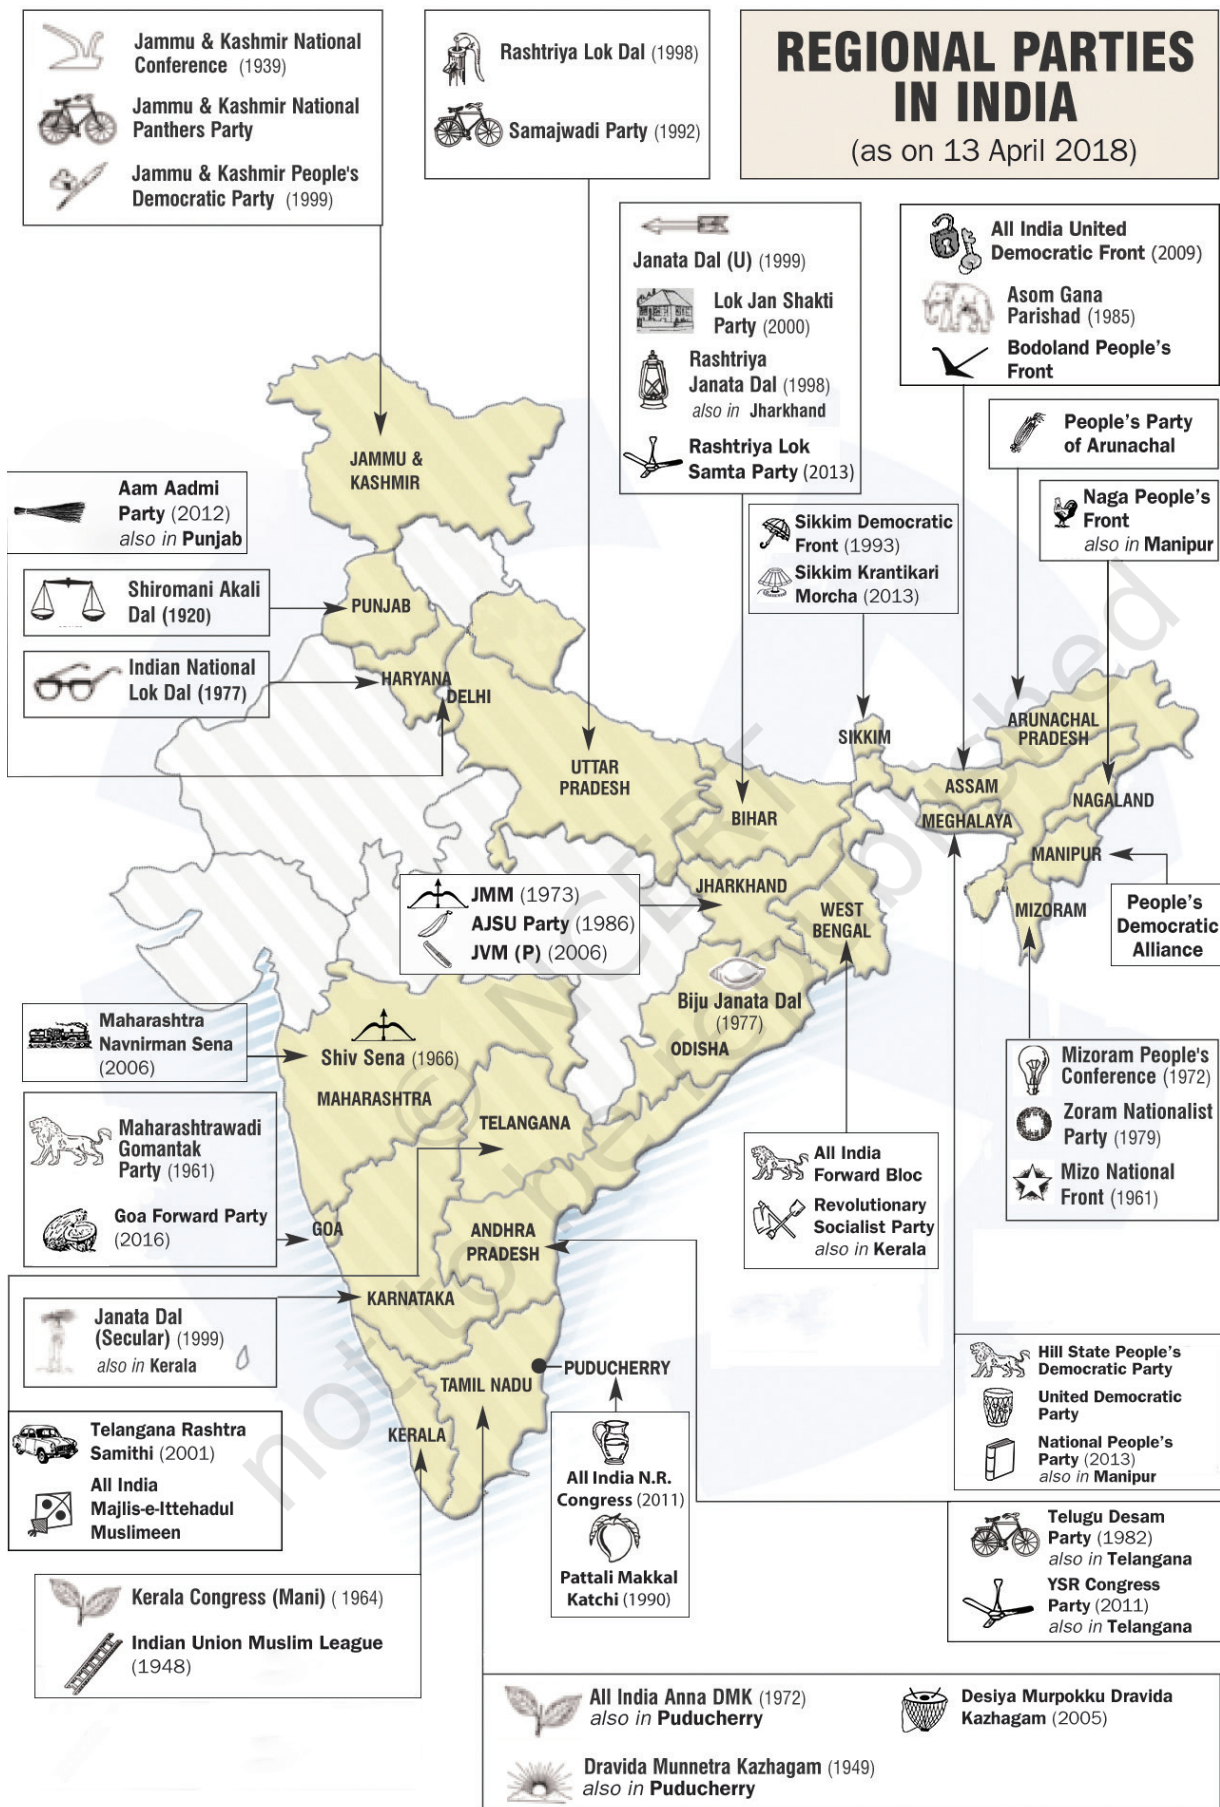 REGIONAL PARTIES
IN INDIA
(as on 13 April 2018)
Jammu & Kashmir National
Conference (1939)
Jammu & Kashmir National
Panthers Party
Jammu & Kashmir People's
Democratic Party (1999)
Rashtriya Lok Dal (1998)
Samajwadi Party (1992)
Janata Dal (U) (1999)
Lok Jan Shakti
Party (2000)
Rashtriya
Janata Dal (1998)
also in Jharkhand
Rashtriya Lok
Samta Party (2013)
All India United
Democratic Front (2009)
Asom Gana
Parishad (1985)
Bodoland People's
Front
People's Party
of Arunachal
Naga People's
Front
also in Manipur
Sikkim Democratic
Front (1993)
Sikkim Krantikari
Morcha (2013)
Aam Aadmi
Party (2012)
also in Punjab
Shiromani Akali
Dal (1920)
Indian National
Lok Dal (1977)
JAMMU &
KASHMIR
PUNJAB
HARYANA
DELHI
UTTAR
PRADESH
BIHAR
SIKKIM
ARUNACHAL
PRADESH
ASSAM
NAGALAND
MEGHALAYA
MANIPUR
MIZORAM
JHARKHAND
WEST
BENGAL
JMM (1973)
AJSU Party (1986)
JVM (P) (2006)
People's
Democratic
Alliance
Biju Janata Dal
(1977)
ODISHA
Maharashtra
Navnirman Sena
(2006)
Shiv Sena (1966)
MAHARASHTRA
TELANGANA
Maharashtrawadi
Gomantak
Party (1961)
Goa Forward Party
(2016)
GOA
ANDHRA
PRADESH
KARNATAKA
Janata Dal
(Secular) (1999)
also in Kerala
All India
Forward Bloc
Revolutionary
Socialist Party
also in Kerala
Mizoram People's
Conference (1972)
Zoram Nationalist
Party (1979)
Mizo National
Front (1961)
PUDUCHERRY
TAMIL NADU
KERALA
Hill State People's
Democratic Party
United Democratic
Party
National People's
Party (2013)
also in Manipur
Telangana Rashtra
Samithi (2001)
All India
Majlis-e-Ittehadul
Muslimeen
All India N.R.
Congress (2011)
Pattali Makkal
Katchi (1990)
Telugu Desam
Party (1982)
also in Telangana
YSR Congress
Party (2011)
also in Telangana
Kerala Congress (Mani) ( 1964)
Indian Union Muslim League
(1948)
All India Anna DMK (1972)
also in Puducherry
Desiya Murpokku Dravida
Kazhagam (2005)
Dravida Munnetra Kazhagam (1949)
also in Puducherry
© NCERT
not to be republished